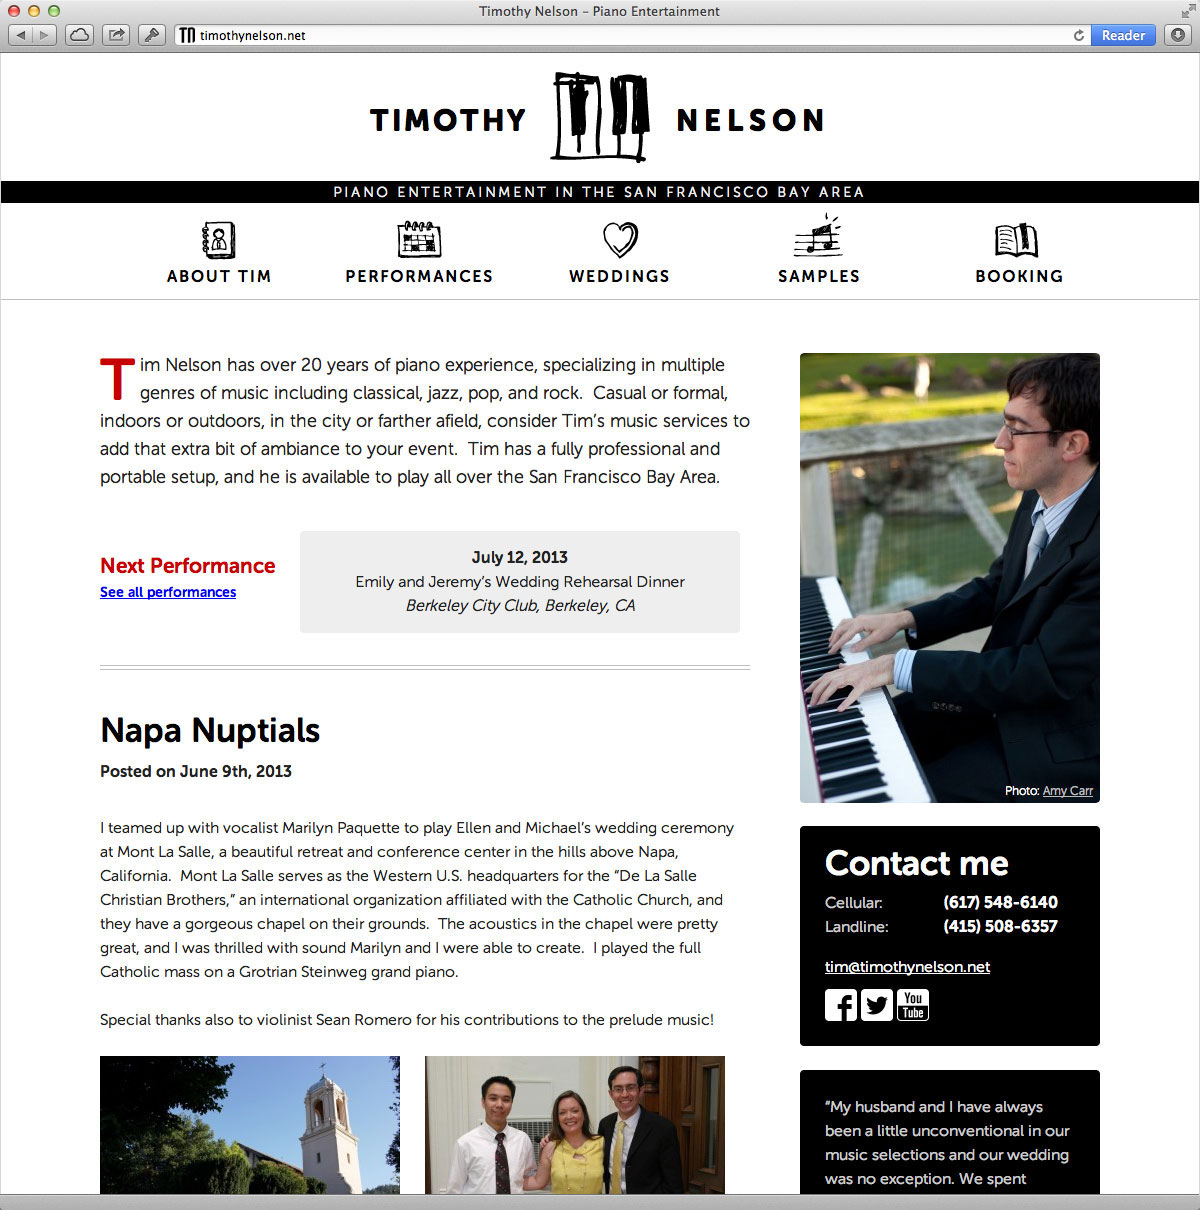 Timothy Nelson – Piano Entertainment
timothynelson.net
Reader
TIMOTHY NELSON
PIANO ENTERTAINMENT IN THE SAN FRANCISCO BAY AREA
ABOUT TIM
PERFORMANCES
WEDDINGS
SAMPLES
BOOKING
Tim Nelson has over 20 years of piano experience, specializing in multiple
genres of music including classical, jazz, pop, and rock.  Casual or formal,
indoors or outdoors, in the city or farther afield, consider Tim’s music services to
add that extra bit of ambiance to your event.  Tim has a fully professional and
portable setup, and he is available to play all over the San Francisco Bay Area.
Next Performance
See all performances
July 12, 2013
Emily and Jeremy’s Wedding Rehearsal Dinner
Berkeley City Club, Berkeley, CA
Napa Nuptials
Posted on June 9th, 2013
I teamed up with vocalist Marilyn Paquette to play Ellen and Michael’s wedding ceremony
at Mont La Salle, a beautiful retreat and conference center in the hills above Napa,
California.  Mont La Salle serves as the Western U.S. headquarters for the “De La Salle
Christian Brothers,” an international organization affiliated with the Catholic Church, and
they have a gorgeous chapel on their grounds.  The acoustics in the chapel were pretty
great, and I was thrilled with sound Marilyn and I were able to create.  I played the full
Catholic mass on a Grotrian Steinweg grand piano.
Special thanks also to violinist Sean Romero for his contributions to the prelude music!
Photo: Amy Carr
Contact me
Cellular: (617) 548-6140
Landline: (415) 508-6357
tim@timothynelson.net
You
Tube
“My husband and I have always
been a little unconventional in our
music selections and our wedding
was no exception. We spent